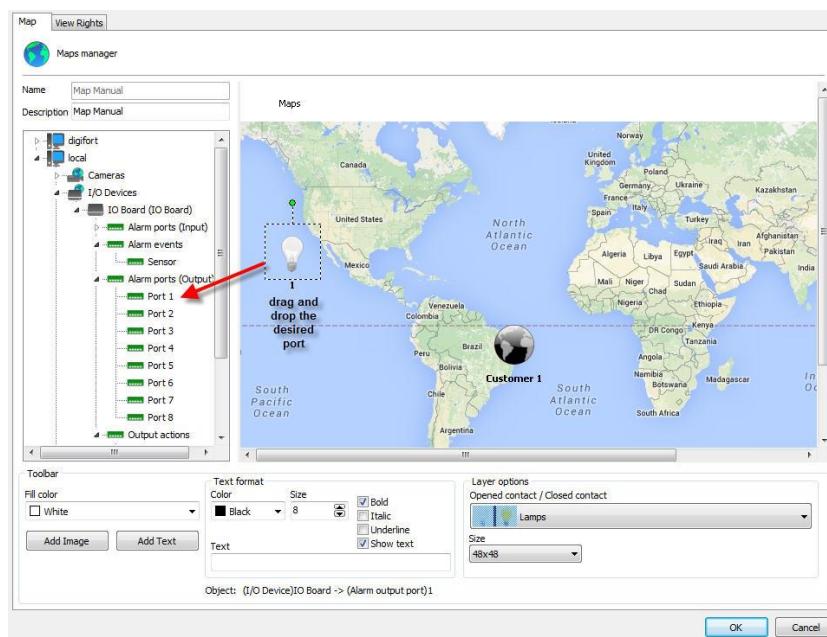 Map View Rights
Maps manager
Name Map Manual
Description Map Manual
Maps
digifort
local
Cameras
I/O Devices
IO Board (IO Board)
Alarm ports (Input)
Alarm events
Sensor
Alarm ports (Output)
Port 1
Port 2
Port 3
Port 4
Port 5
Port 6
Port 7
Port 8
Output actions
Norway
United
Kingdom
Poland
Germany
Ukraine
Kazakhstan
France
Italy
Spain
Turkey
Canada
United States
North
Atlantic
Ocean
Iraq
Iran
Afghanistan
Pakistan
Algeria
Libya
Egypt
Saudi Arabia
India
Mexico
Mali
Niger
Chad
Sudan
Nigeria
Ethiopia
Venezuela
Colombia
DR Congo
Kenya
Tanzania
Brazil
Peru
Angola
Bolivia
Namibia
Botswana
Madagascar
Chile
South
Pacific
Ocean
South
Atlantic
Ocean
South Africa
Argentina
1
drag and
drop the
desired
port
Customer 1
Toolbar
Fill color
White
Add Image Add Text
Text format
Color Size
Black 8
Bold
Italic
Underline
Show text
Text
Layer options
Opened contact / Closed contact
Lamps
Size
48x48
Object: (I/O Device)IO Board -> (Alarm output port)1
OK Cancel